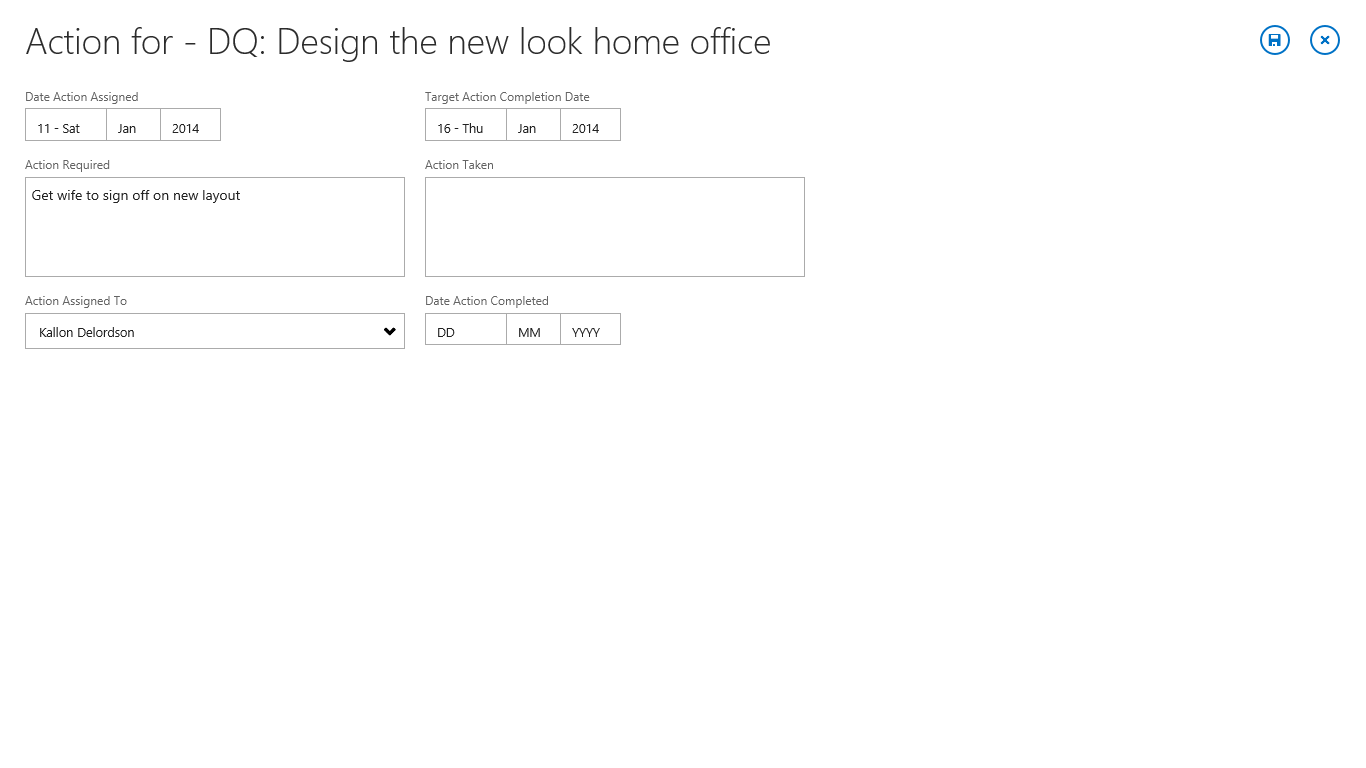 Action for - DQ: Design the new look home office
Date Action Assigned
11 - Sat Jan 2014
Target Action Completion Date
16 - Thu Jan 2014
Action Required
Get wife to sign off on new layout
Action Taken
Action Assigned To
Kallon Delordson
Date Action Completed
DD MM YYYY